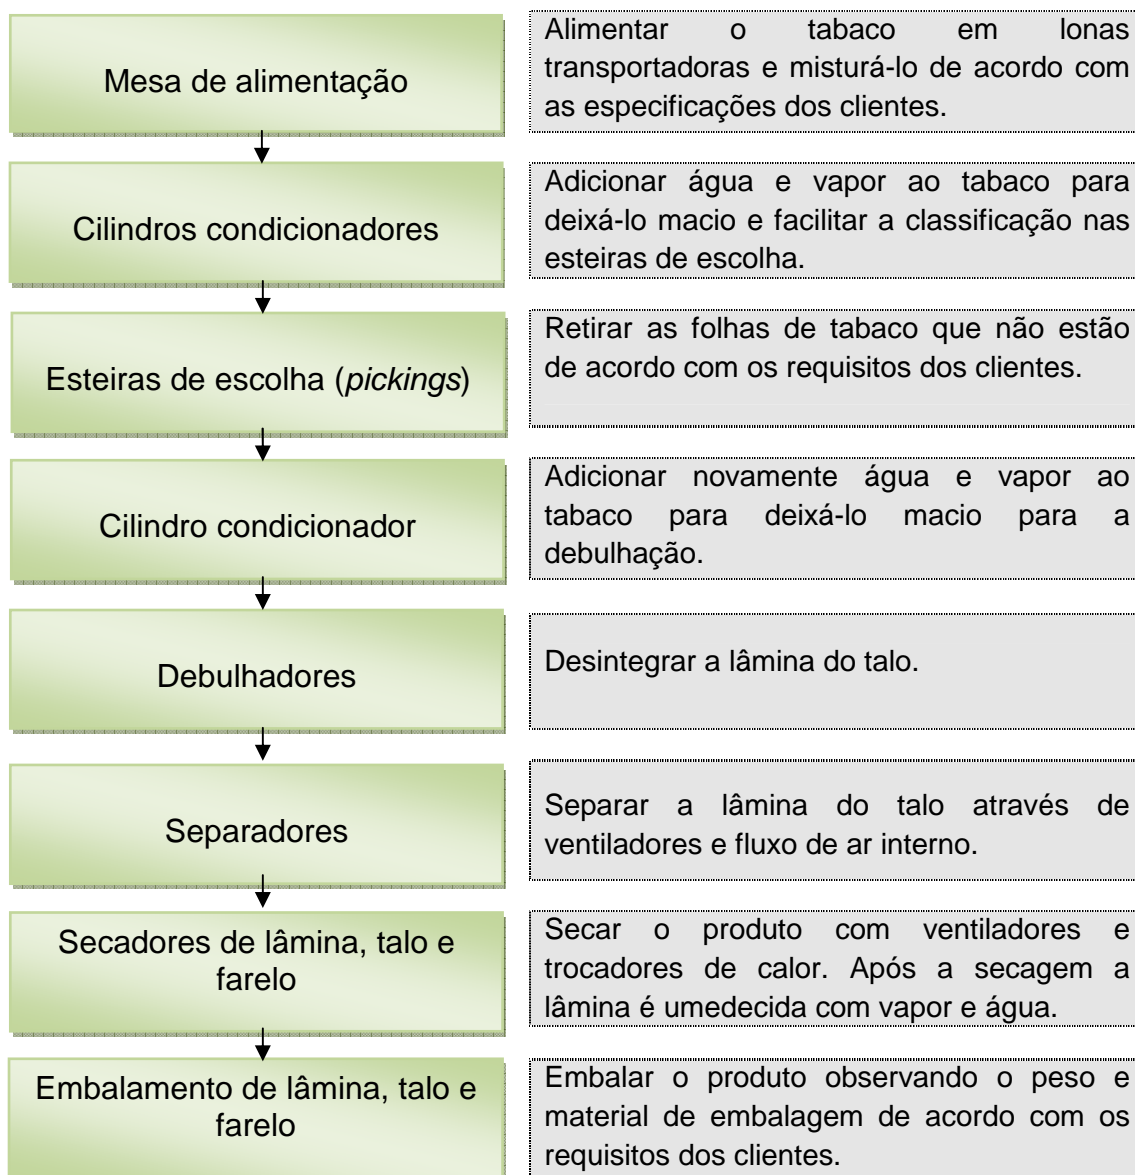 Mesa de alimentação
Alimentar o tabaco em lonas
transportadoras e misturá-lo de acordo com
as especificações dos clientes.
Cilindros condicionadores
Adicionar água e vapor ao tabaco para
deixá-lo macio e facilitar a classificação nas
esteiras de escolha.
Esteiras de escolha (pickings)
Retirar as folhas de tabaco que não estão
de acordo com os requisitos dos clientes.
Cilindro condicionador
Adicionar novamente água e vapor ao
tabaco para deixá-lo macio para a
debulhação.
Debulhadores
Desintegrar a lâmina do talo.
Separadores
Separar a lâmina do talo através de
ventiladores e fluxo de ar interno.
Secadores de lâmina, talo e
farelo
Secar o produto com ventiladores e
trocadores de calor. Após a secagem a
lâmina é umedecida com vapor e água.
Embalamento de lâmina, talo e
farelo
Embalar o produto observando o peso e
material de embalagem de acordo com os
requisitos dos clientes.